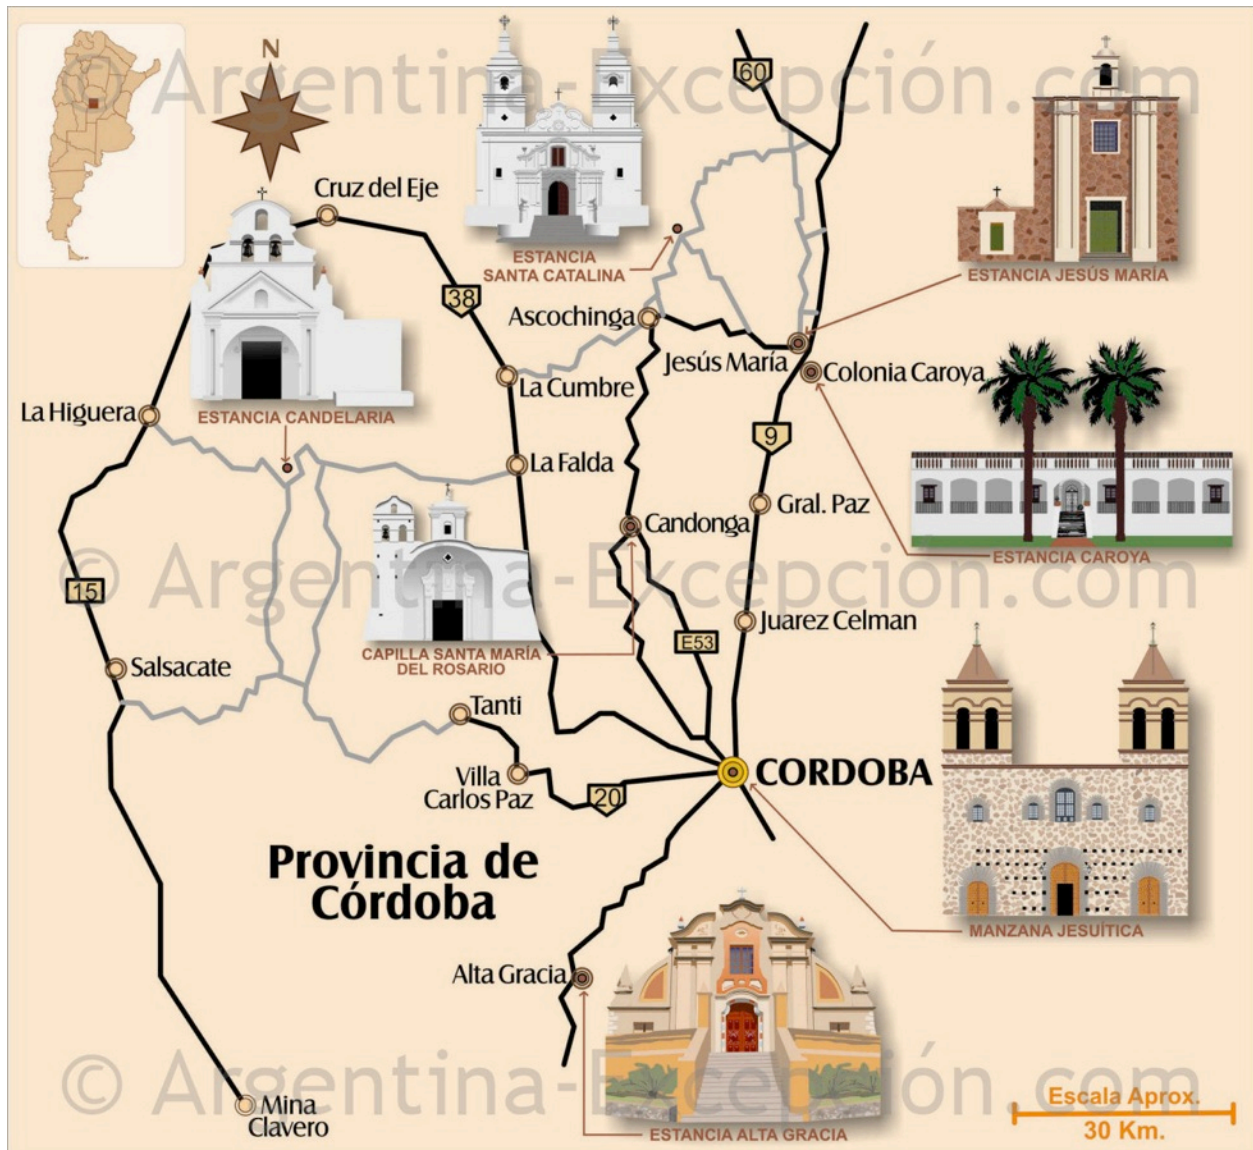 © Argentina-Excepción.com
N
60
Cruz del Eje
ESTANCIA
SANTA CATALINA
ESTANCIA JESÚS MARÍA
38
Ascochinga
Jesús María
Colonia Caroya
La Cumbre
La Higuera
ESTANCIA CANDELARIA
9
La Falda
Gral. Paz
Candonga
ESTANCIA CAROYA
© Argentina-Excepción.com
15
Juarez Celman
E53
CAPILLA SANTA MARÍA
DEL ROSARIO
Salsacate
Tanti
Villa
Carlos Paz
20
CORDOBA
Provincia de
Córdoba
MANZANA JESUÍTICA
Alta Gracia
© Argentina-Excepción.com
Mina
Clavero
ESTANCIA ALTA GRACIA
Escala Aprox.
30 Km.